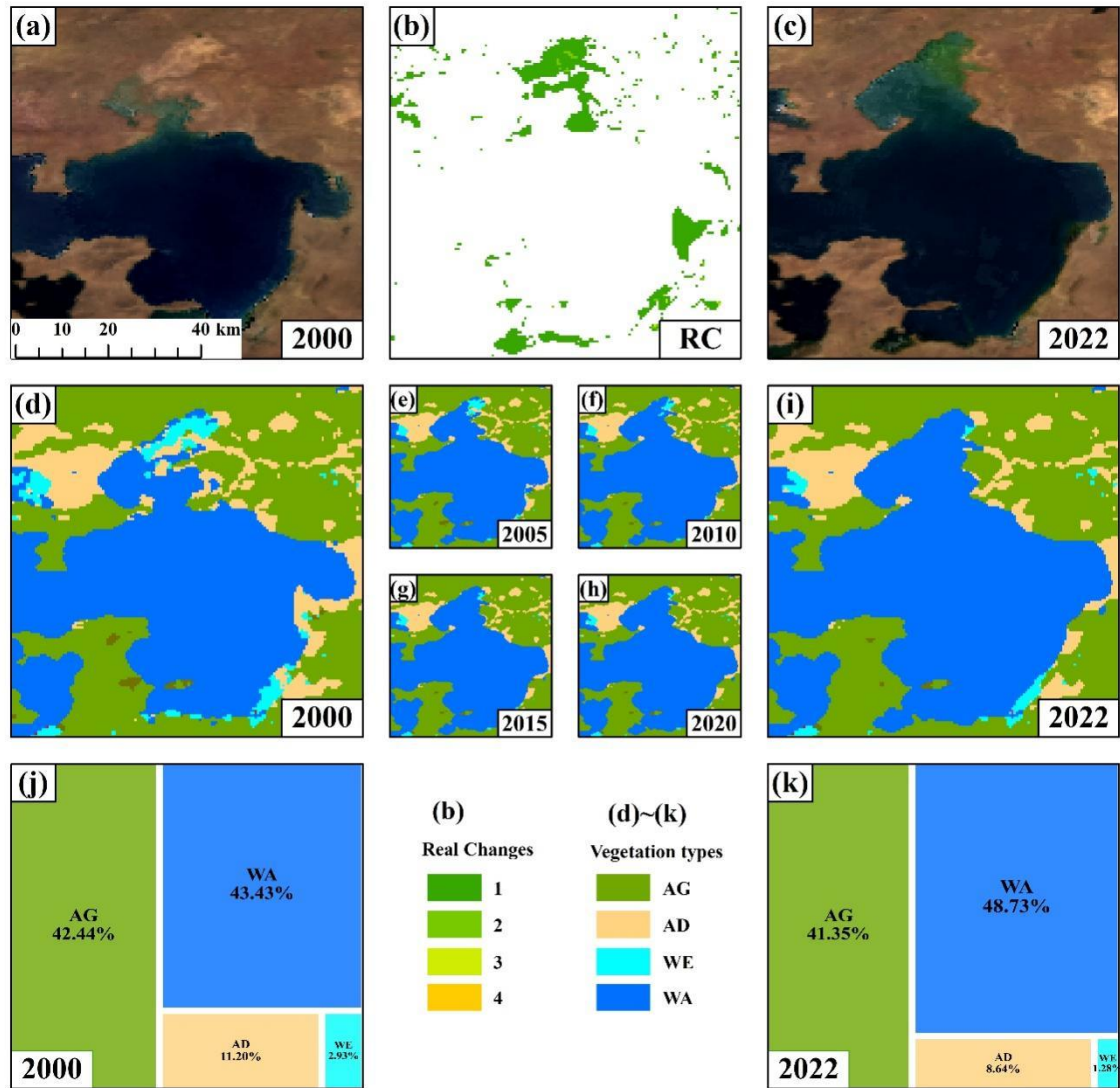 (a)
0 10 20 40 km
2000
(b)
RC
(c)
2022
(d)
2000
(e)
2005
(f)
2010
(g)
2015
(h)
2020
(i)
2022
(j)
AG
42.44%
WA
43.43%
AD
11.20%
WE
2.93%
2000
(b)
Real Changes
1
2
3
4
(d)~(k)
Vegetation types
AG
AD
WE
WA
(k)
AG
41.35%
WA
48.73%
AD
8.64%
WE
1.28%
2022